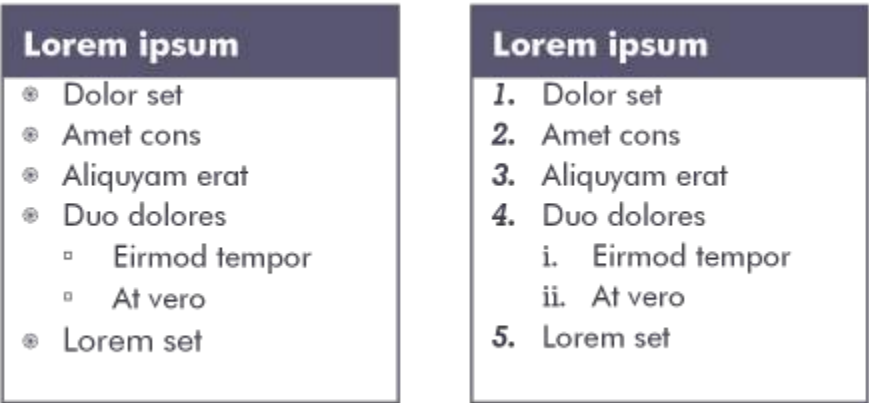 Lorem ipsum
Dolor set
Amet cons
Aliquyam erat
Duo dolores
Eirmod tempor
At vero
Lorem set
Lorem ipsum
1. Dolor set
2. Amet cons
3. Aliquyam erat
4. Duo dolores
i. Eirmod tempor
ii. At vero
5. Lorem set